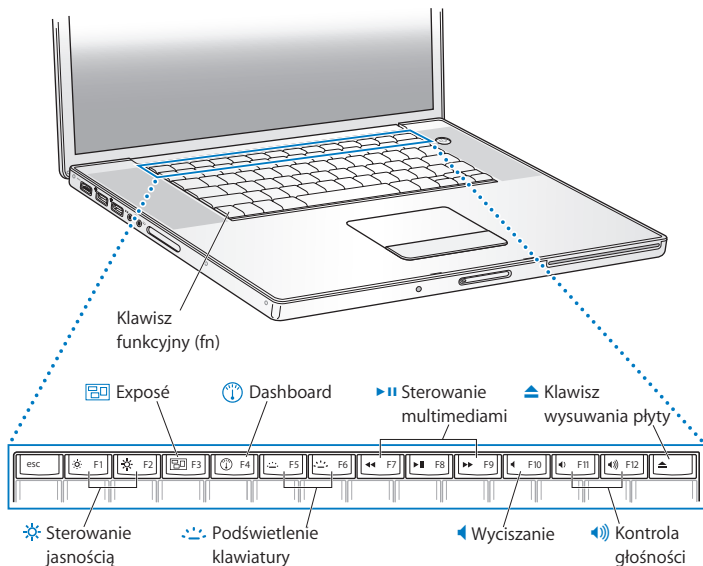 Klawisz
funkcyjny (fn)
Exposé
Dashboard
Sterowanie
multimediami
Klawisz
wysuwania płyty
esc F1 F2 F3 F4 F5 F6 F7 F8 F9 F10 F11 F12
Sterowanie
jasnością
Podświetlenie
klawiatury
Wyciszanie
Kontrola
głośności